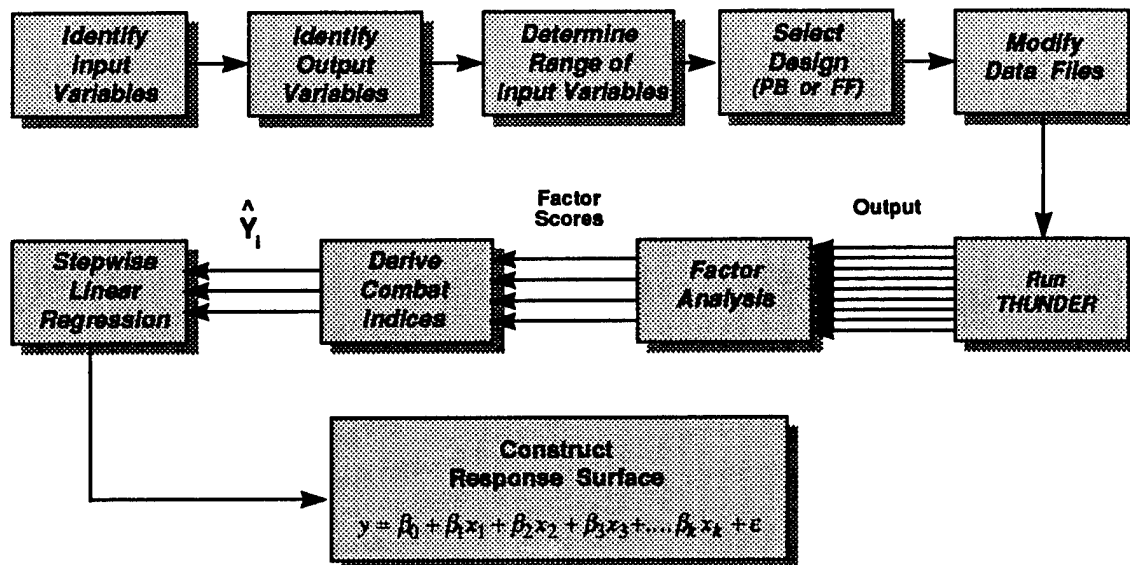 Identify
Input
Variables
Identify
Output
Variables
Determine
Range of
Input Variables
Select
Design
(PB or FF)
Modify
Data Files
^
Y_i
Factor
Scores
Output
Stepwise
Linear
Regression
Derive
Combat
Indices
Factor
Analysis
Run
THUNDER
Construct
Response Surface
y = β₀ + β₁x₁ + β₂x₂ + β₃x₃ +.... βₖxₖ + ε